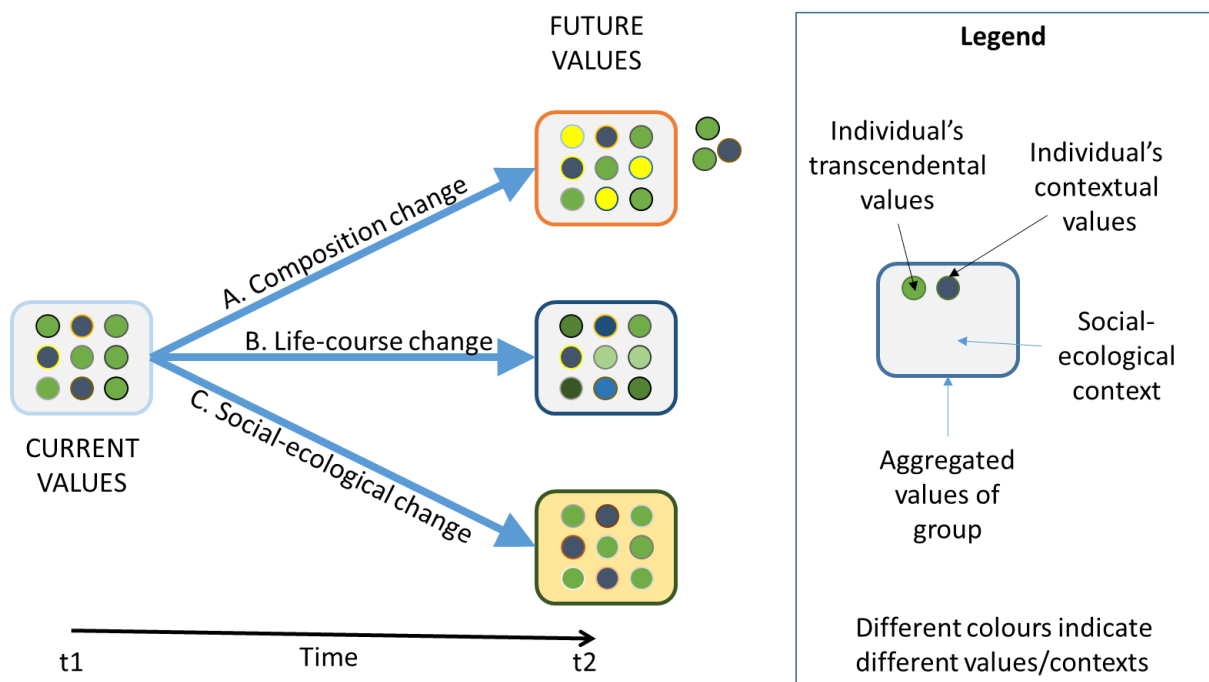 FUTURE
VALUES
A. Composition change
B. Life-course change
C. Social-ecological change
CURRENT
VALUES
t1
Time
t2
Legend
Individual’s
transcendental
values
Individual’s
contextual
values
Social-
ecological
context
Aggregated
values of
group
Different colours indicate
different values/contexts